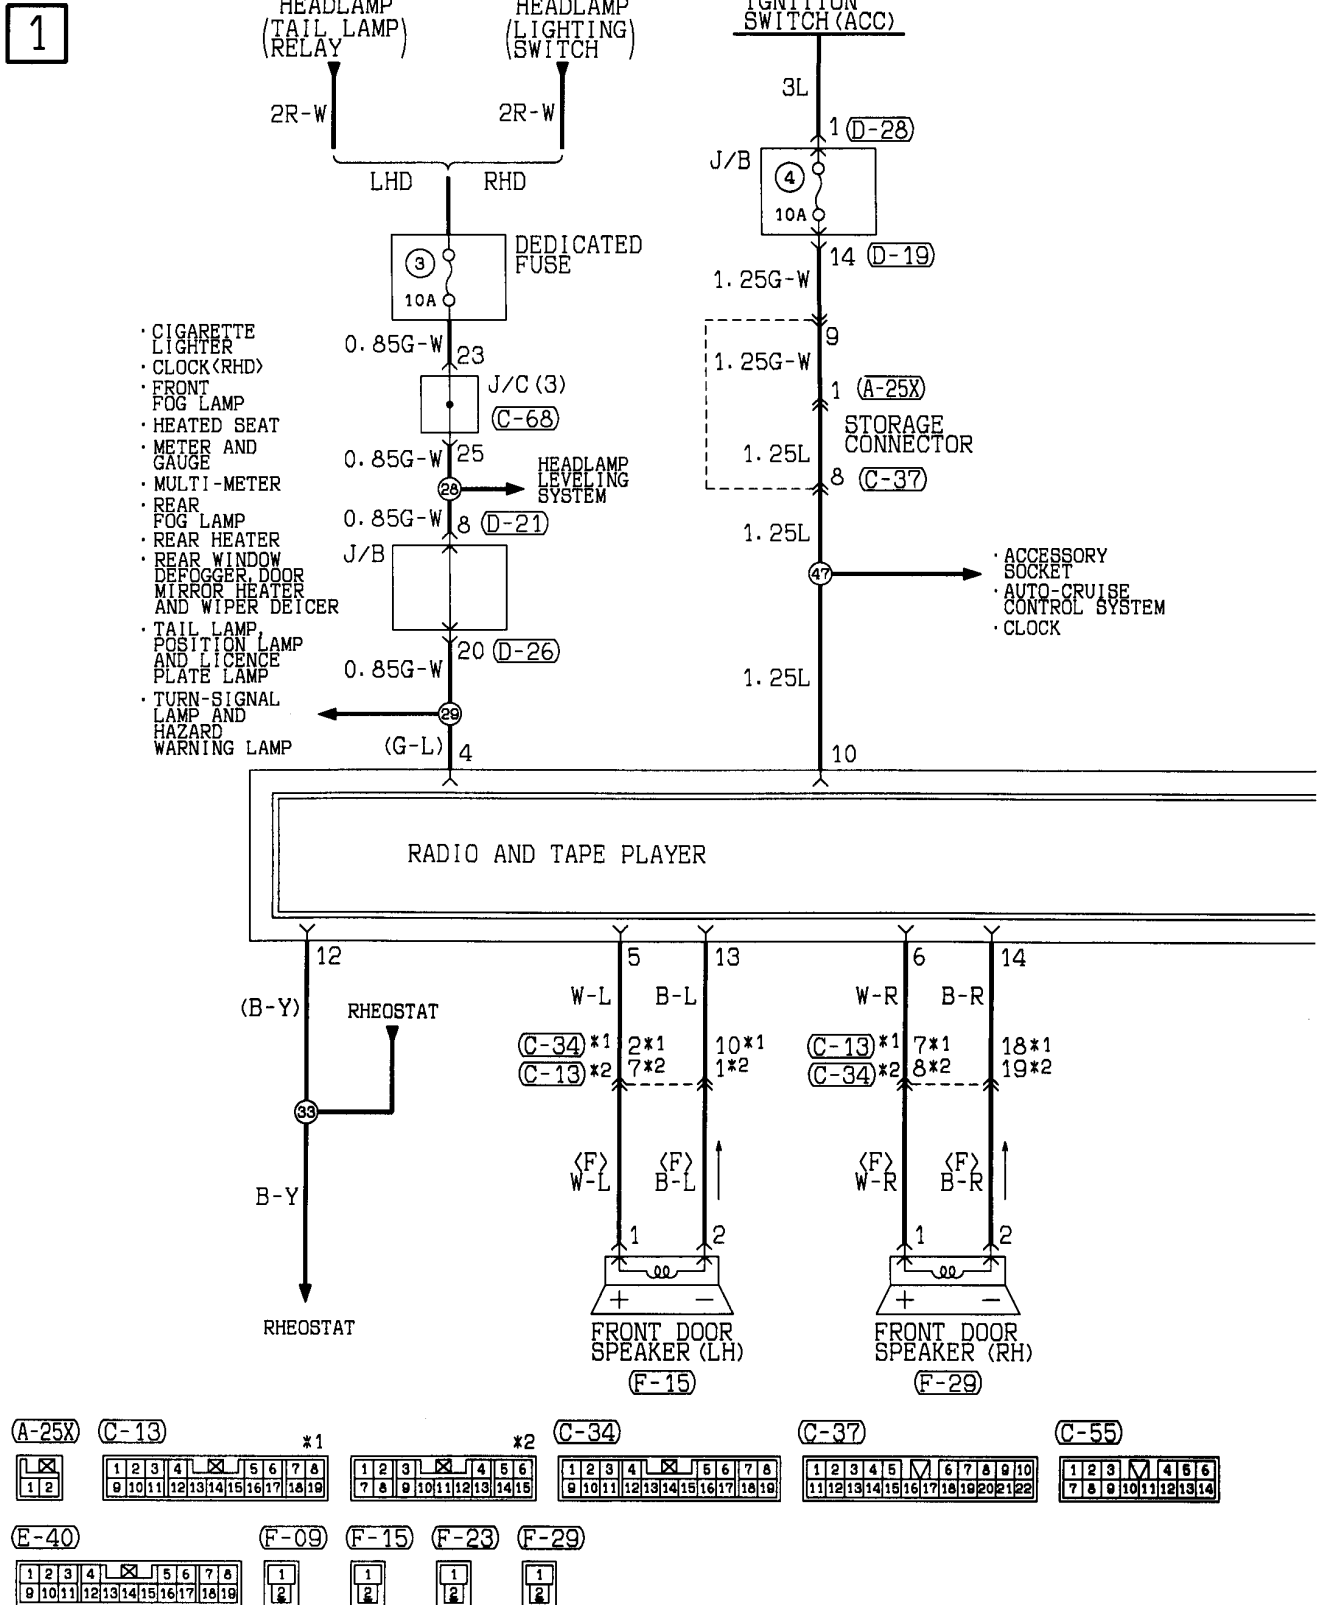 1
HEADLAMP
(TAIL LAMP)
RELAY
HEADLAMP
(LIGHTING)
SWITCH
IGNITION
SWITCH(ACC)
2R-W
2R-W
3L
1 D-28
LHD
RHD
J/B
4
10A
DEDICATED
FUSE
3
10A
14 D-19
1.25G-W
0.85G-W
23
9
1.25G-W
J/C(3)
C-68
1 A-25X
STORAGE
CONNECTOR
· CIGARETTE
LIGHTER
· CLOCK<RHD>
· FRONT
FOG LAMP
· HEATED SEAT
· METER AND
GAUGE
· MULTI-METER
· REAR
FOG LAMP
· REAR HEATER
· REAR WINDOW
DEFOGGER,DOOR
MIRROR HEATER
AND WIPER DEICER
· TAIL LAMP,
POSITION LAMP
AND LICENCE
PLATE LAMP
· TURN-SIGNAL
LAMP AND
HAZARD
WARNING LAMP
0.85G-W
25
28
HEADLAMP
LEVELING
SYSTEM
0.85G-W
8 D-21
J/B
20 D-26
0.85G-W
29
(G-L)
4
1.25L
8 C-37
1.25L
47
· ACCESSORY
SOCKET
· AUTO-CRUISE
CONTROL SYSTEM
· CLOCK
1.25L
10
RADIO AND TAPE PLAYER
12
5
13
6
14
(B-Y)
RHEOSTAT
W-L
B-L
W-R
B-R
C-34 *1 2*1
10*1
C-13 *1 7*1
18*1
C-13 *2 7*2
1*2
C-34 *2 8*2
19*2
33
B-Y
<F>
W-L
<F>
B-L
<F>
W-R
<F>
B-R
1
2
1
2
+ −
+ −
RHEOSTAT
FRONT DOOR
SPEAKER(LH)
F-15
FRONT DOOR
SPEAKER (RH)
F-29
A-25X
1 2
C-13
*1
1 2 3 4 5 6 7 8
9 10 11 12 13 14 15 16 17 18 19
*2
1 2 3 4 5 6
7 8 9 10 11 12 13 14 15
C-34
1 2 3 4 5 6 7 8
9 10 11 12 13 14 15 16 17 18 19
C-37
1 2 3 4 5 6 7 8 9 10
11 12 13 14 15 16 17 18 19 20 21 22
C-55
1 2 3 4 5 6
7 8 9 10 11 12 13 14
E-40
1 2 3 4 5 6 7 8
9 10 11 12 13 14 15 16 17 18 19
F-09
1
2
F-15
1
2
F-23
1
2
F-29
1
2